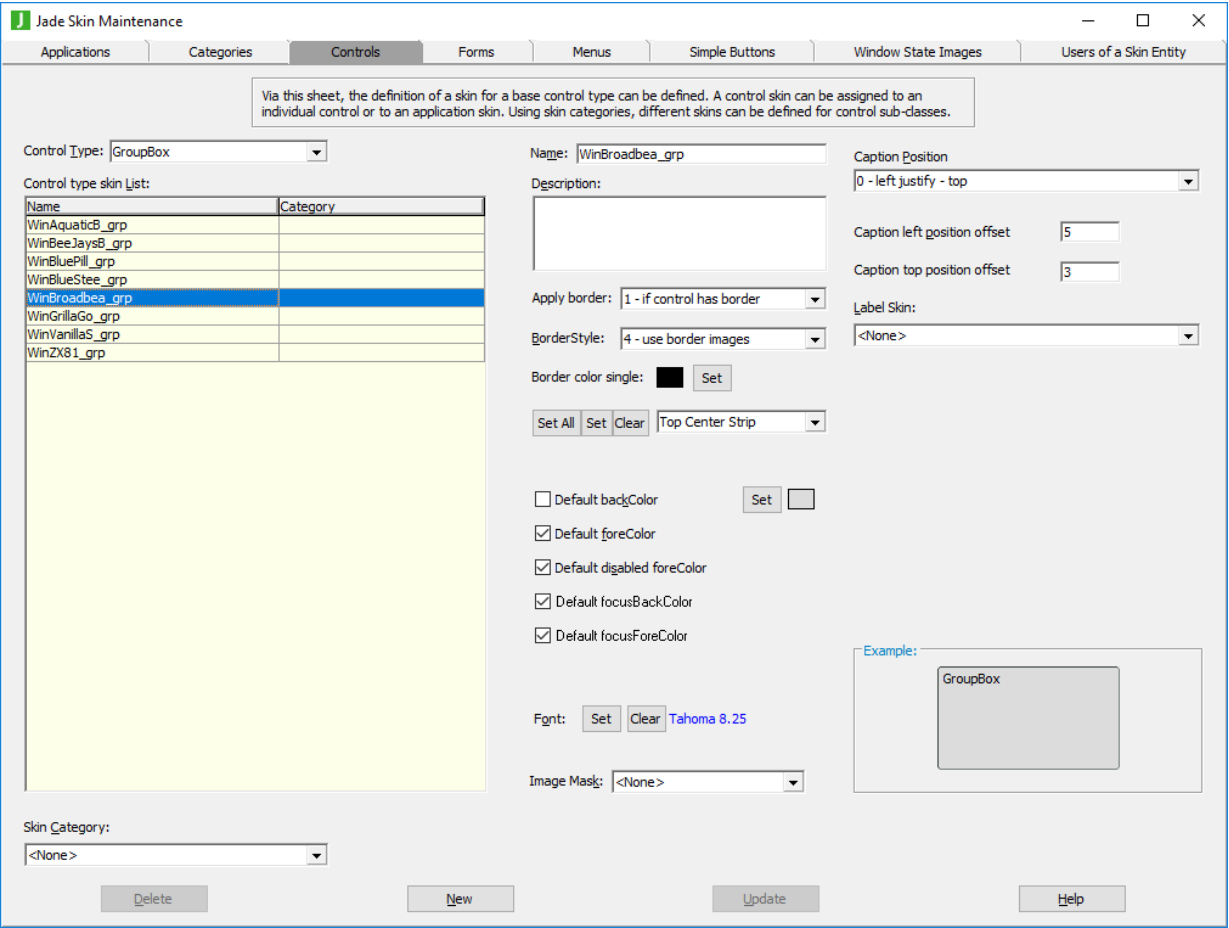 Jade Skin Maintenance
Applications
Categories
Controls
Forms
Menus
Simple Buttons
Window State Images
Users of a Skin Entity
Via this sheet, the definition of a skin for a base control type can be defined. A control skin can be assigned to an
individual control or to an application skin. Using skin categories, different skins can be defined for control sub-classes.
Control Type: GroupBox
Control type skin List:
Name Category
WinAquaticB_grp
WinBeeJaysB_grp
WinBluePill_grp
WinBlueStee_grp
WinBroadbea_grp
WinGrillaGo_grp
WinVanillaS_grp
WinZX81_grp
Skin Category:
<None>
Name: WinBroadbea_grp
Description:
Apply border: 1 - if control has border
BorderStyle: 4 - use border images
Border color single: Set
Set All Set Clear Top Center Strip
Default backColor Set
Default foreColor
Default disabled foreColor
Default focusBackColor
Default focusForeColor
Font: Set Clear Tahoma 8.25
Image Mask: <None>
Caption Position
0 - left justify - top
Caption left position offset 5
Caption top position offset 3
Label Skin:
<None>
Example:
GroupBox
Delete
New
Update
Help